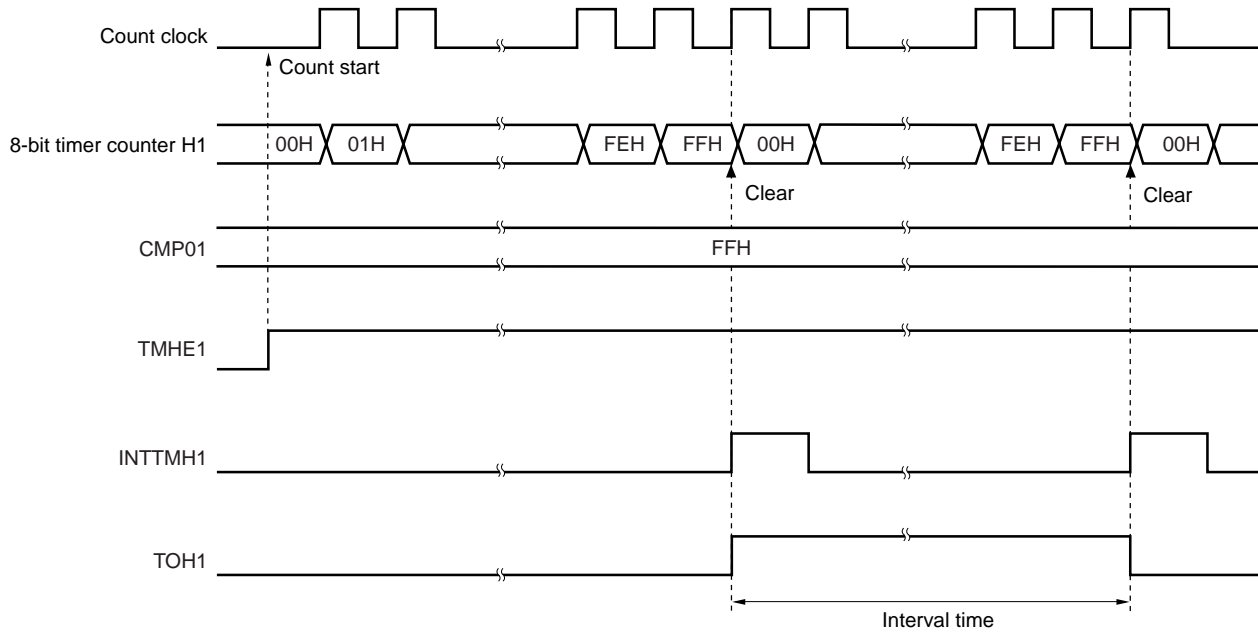 Count clock
Count start
8-bit timer counter H1
00H 01H FEH FFH 00H FEH FFH 00H
Clear Clear
CMP01 FFH
TMHE1
INTTMH1
TOH1
Interval time